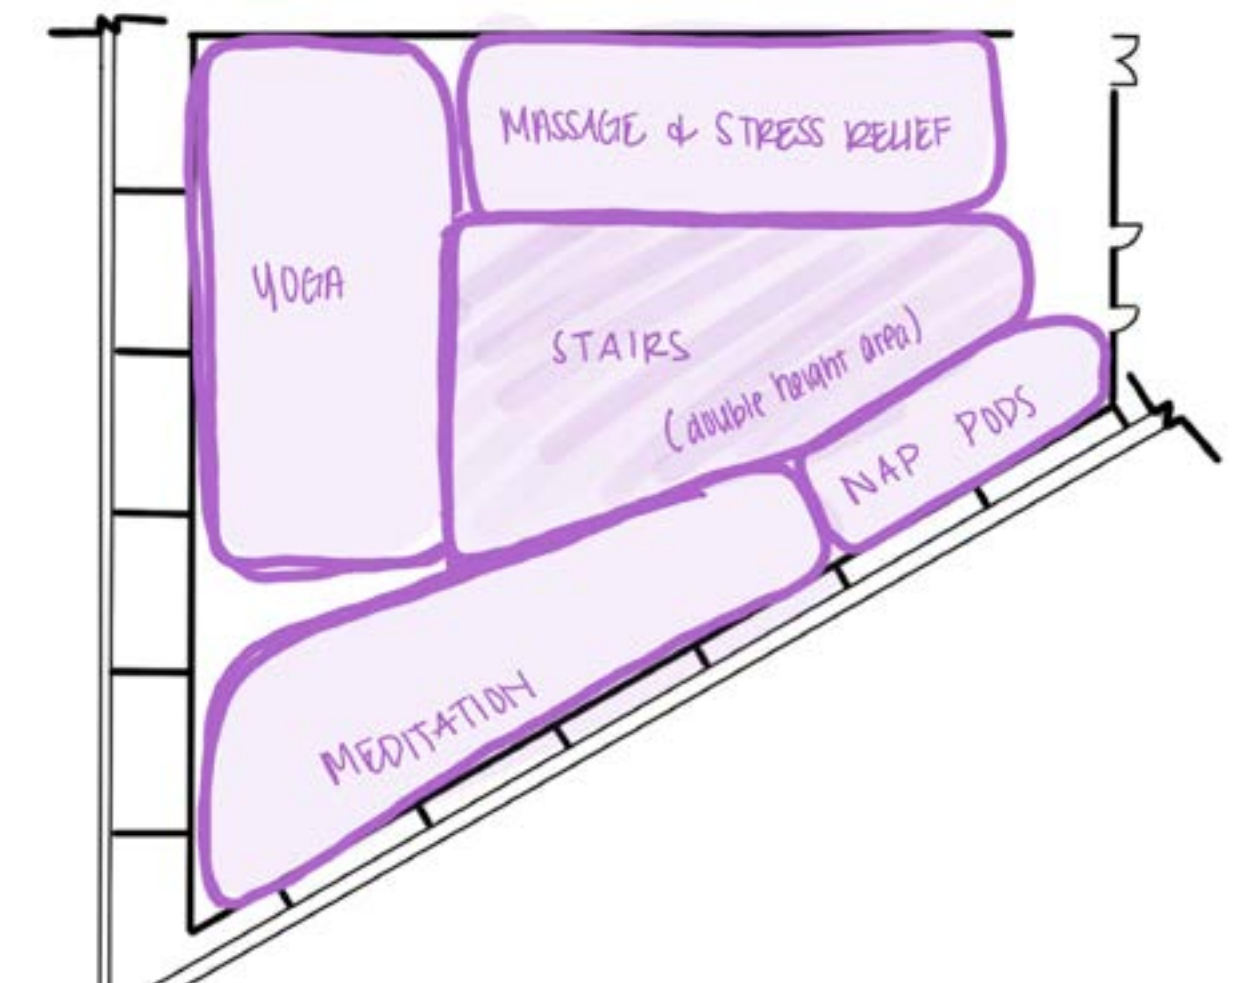 MASSAGE & STRESS RELIEF
YOGA
STAIRS
(double height area)
NAP PODS
MEDITATION